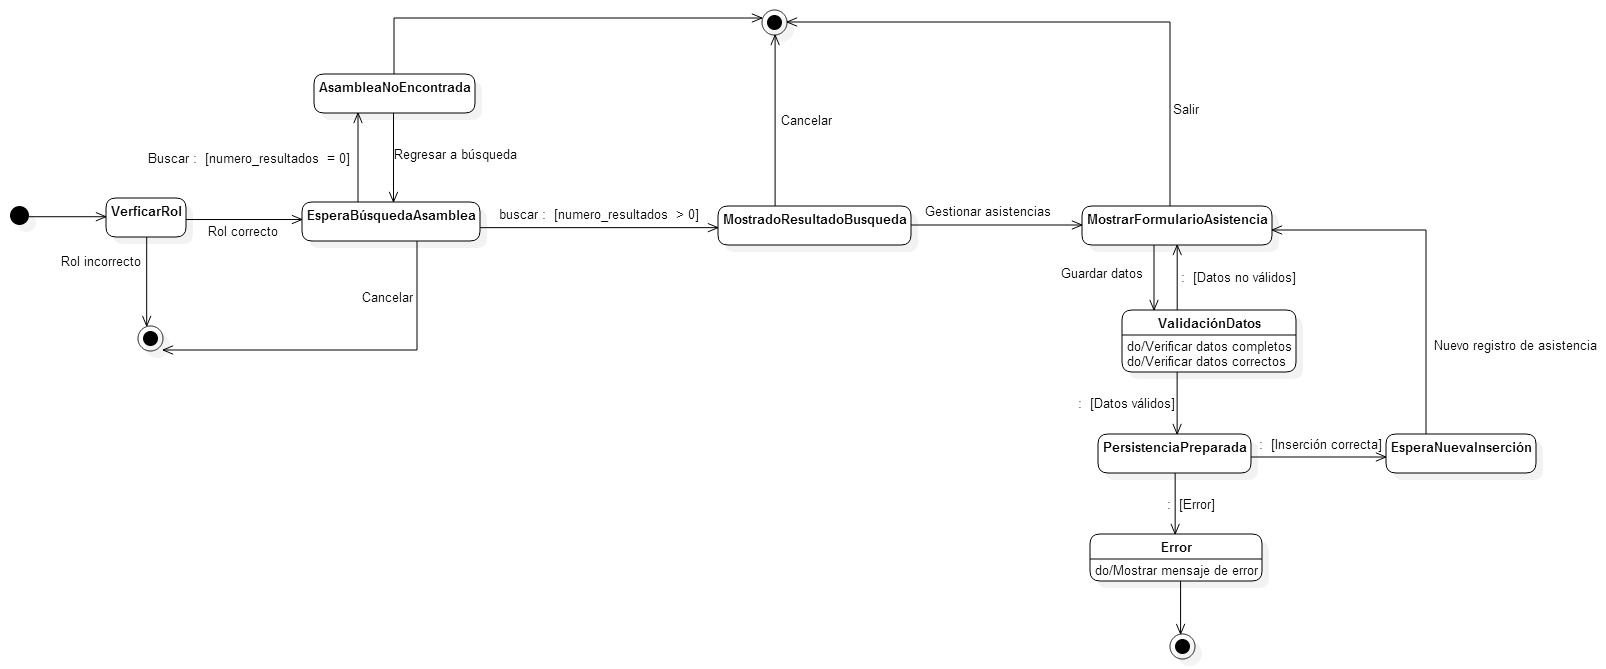 AsambleaNoEncontrada
Salir
Cancelar
Buscar : [numero_resultados = 0]
Regresar a búsqueda
VerficarRol
EsperaBúsquedaAsamblea
buscar : [numero_resultados > 0]
MostradoResultadoBusqueda
Gestionar asistencias
MostrarFormularioAsistencia
Rol correcto
Rol incorrecto
Cancelar
Guardar datos
: [Datos no válidos]
ValidaciónDatos
do/Verificar datos completos
do/Verificar datos correctos
Nuevo registro de asistencia
: [Datos válidos]
PersistenciaPreparada
: [Inserción correcta]
EsperaNuevaInserción
: [Error]
Error
do/Mostrar mensaje de error